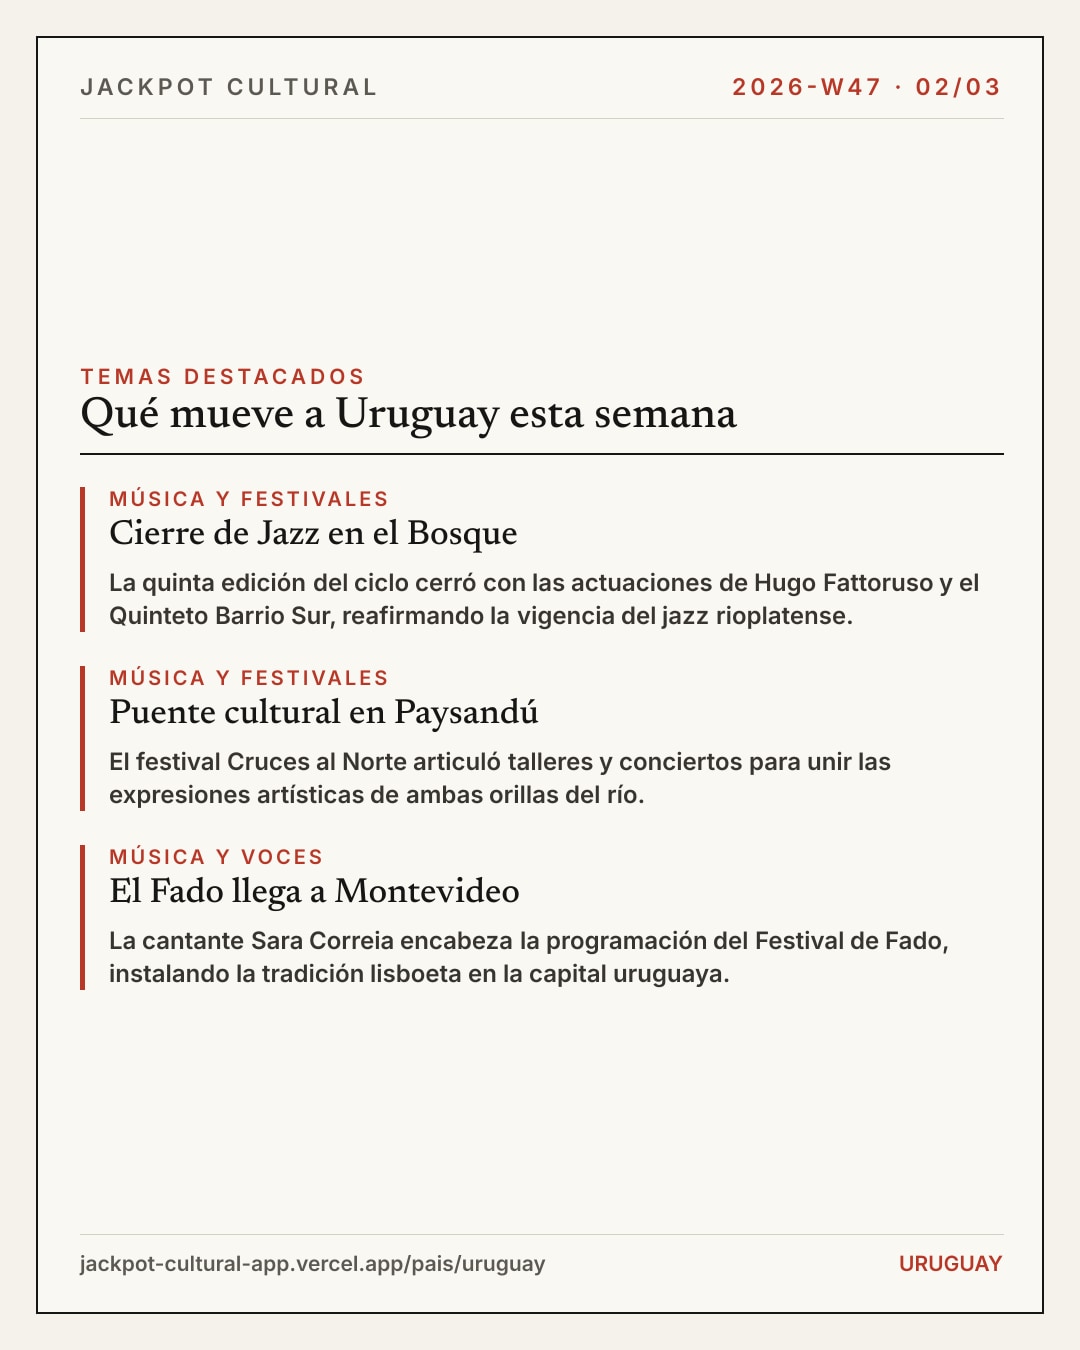 JACKPOT CULTURAL
2026-W47 · 02/03
TEMAS DESTACADOS
Qué mueve a Uruguay esta semana
MÚSICA Y FESTIVALES
Cierre de Jazz en el Bosque
La quinta edición del ciclo cerró con las actuaciones de Hugo Fattoruso y el
Quinteto Barrio Sur, reafirmando la vigencia del jazz rioplatense.
MÚSICA Y FESTIVALES
Puente cultural en Paysandú
El festival Cruces al Norte articuló talleres y conciertos para unir las
expresiones artísticas de ambas orillas del río.
MÚSICA Y VOCES
El Fado llega a Montevideo
La cantante Sara Correia encabeza la programación del Festival de Fado,
instalando la tradición lisboeta en la capital uruguaya.
jackpot-cultural-app.vercel.app/pais/uruguay
URUGUAY